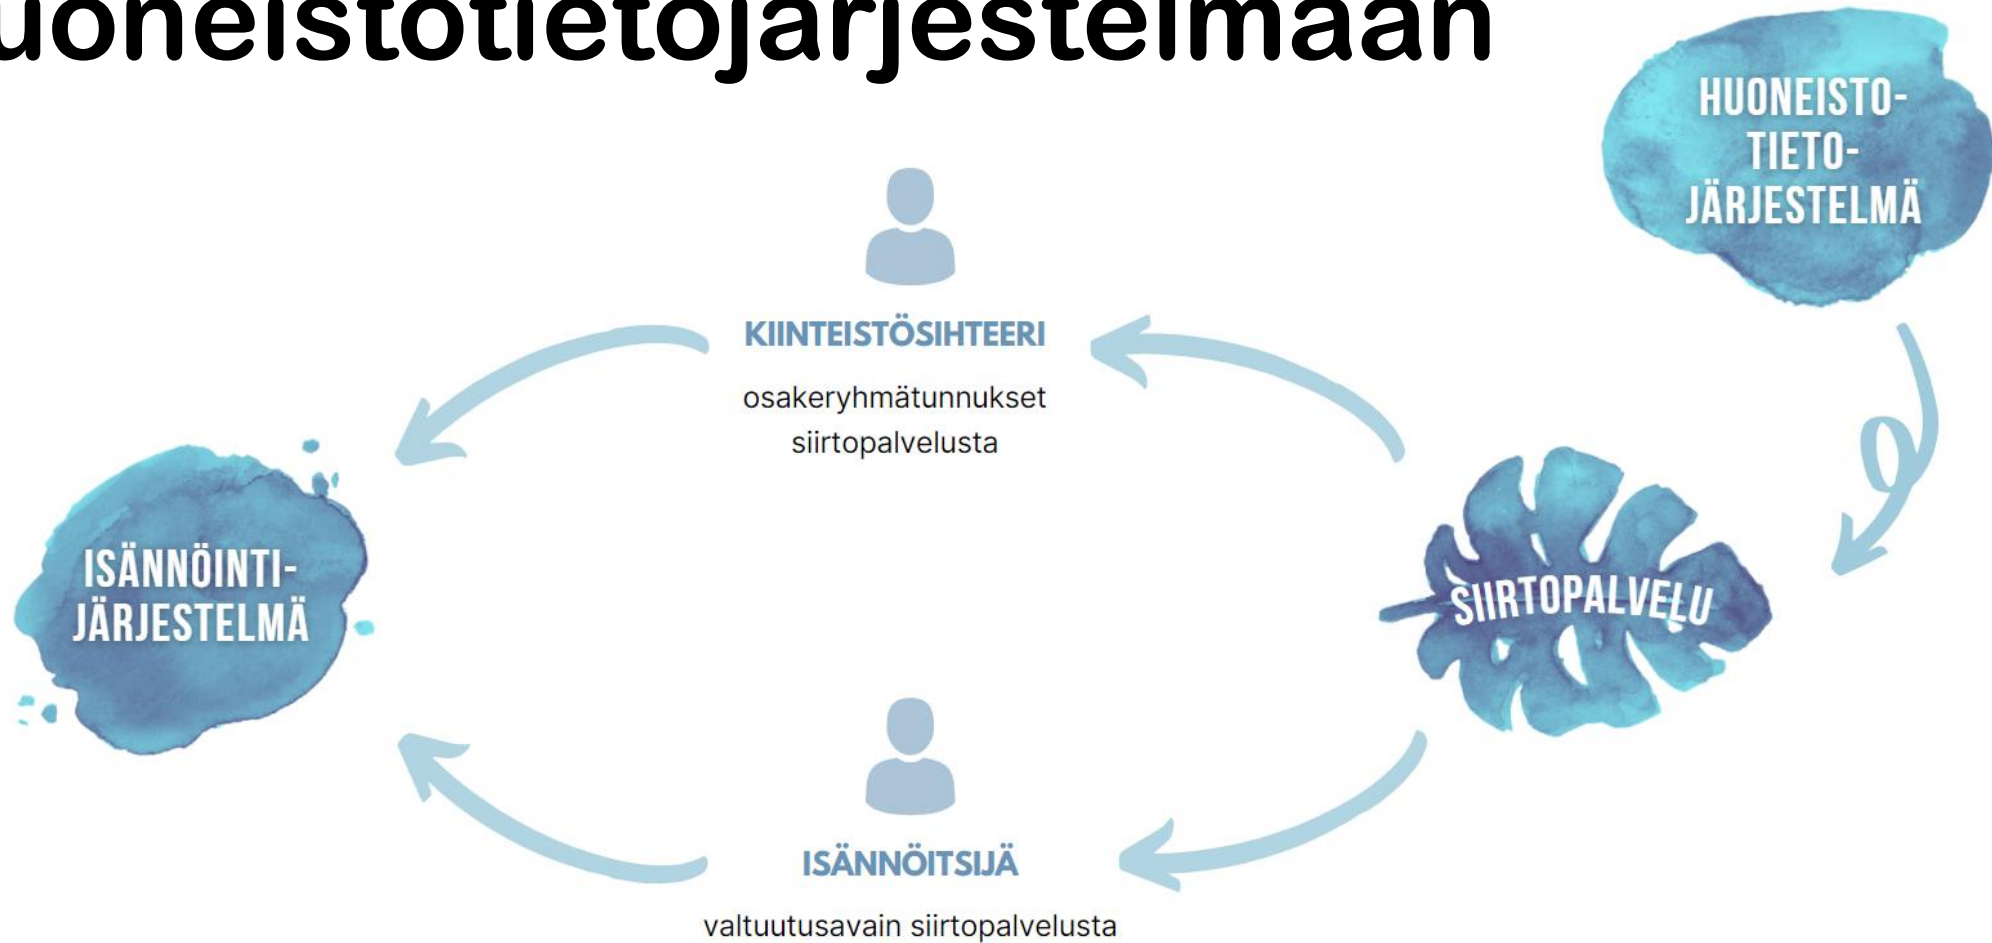 uoneistotietojärjestelmään
HUONEISTO-
TIETO-
JÄRJESTELMÄ
KIINTEISTÖSIHTEERI
osakeryhmätunnukset
siirtopalvelusta
ISÄNNÖINTI-
JÄRJESTELMÄ
SIIRTOPALVELU
ISÄNNÖITSIJÄ
valtuutusavain siirtopalvelusta